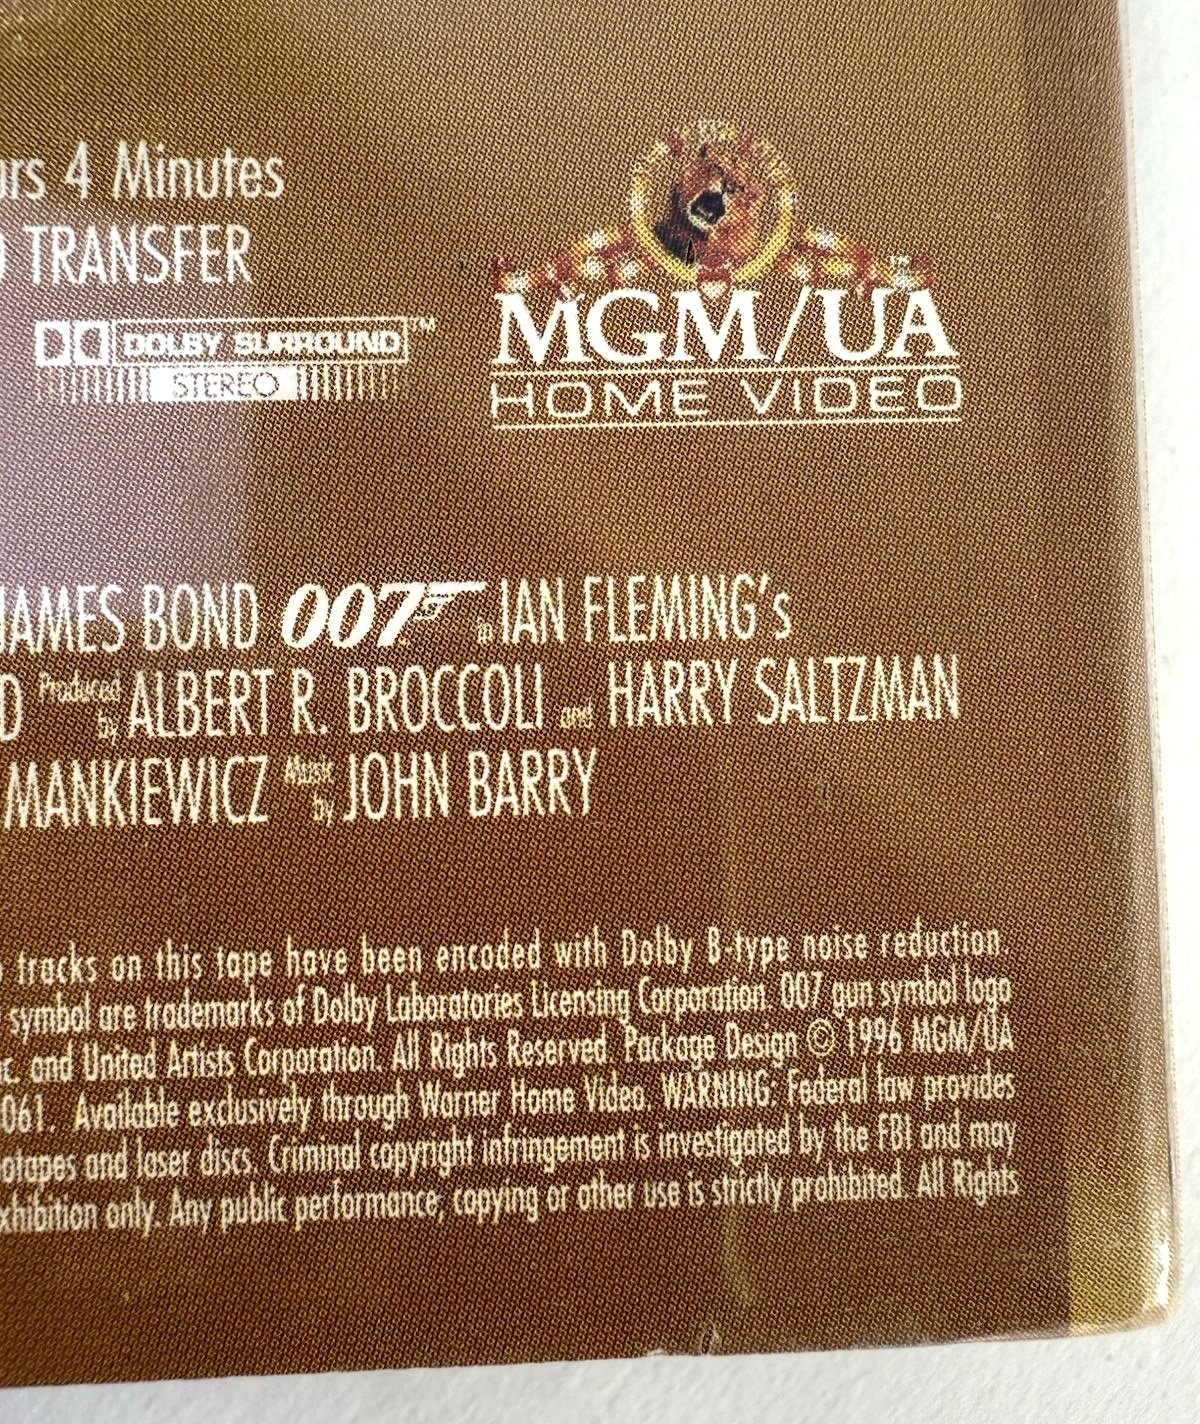 urs 4 Minutes
TRANSFER
DOLBY SURROUND™
STEREO
MGM/UA
HOME VIDEO
JAMES BOND 007 in IAN FLEMING's
D Produced by ALBERT R. BROCCOLI and HARRY SALTZMAN
MANKIEWICZ Music by JOHN BARRY
tracks on this tape have been encoded with Dolby B-type noise reduction.
symbol are trademarks of Dolby Laboratories Licensing Corporation. 007 gun symbol logo
c. and United Artists Corporation. All Rights Reserved. Package Design © 1996 MGM/UA
061. Available exclusively through Warner Home Video. WARNING: Federal law provides
otapes and laser discs. Criminal copyright infringement is investigated by the FBI and may
xhibition only. Any public performance, copying or other use is strictly prohibited. All Rights